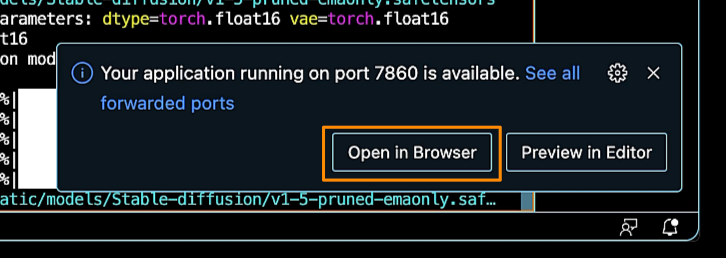 dels/Stable-diffusion/v1-5-pruned-emaonly.safetensors
arameters: dtype=torch.float16 vae=torch.float16
t16
on mod
Your application running on port 7860 is available. See all
forwarded ports
%|
%|
%|
%|
%|
Open in Browser Preview in Editor
atic/models/Stable-diffusion/v1-5-pruned-emaonly.saf…